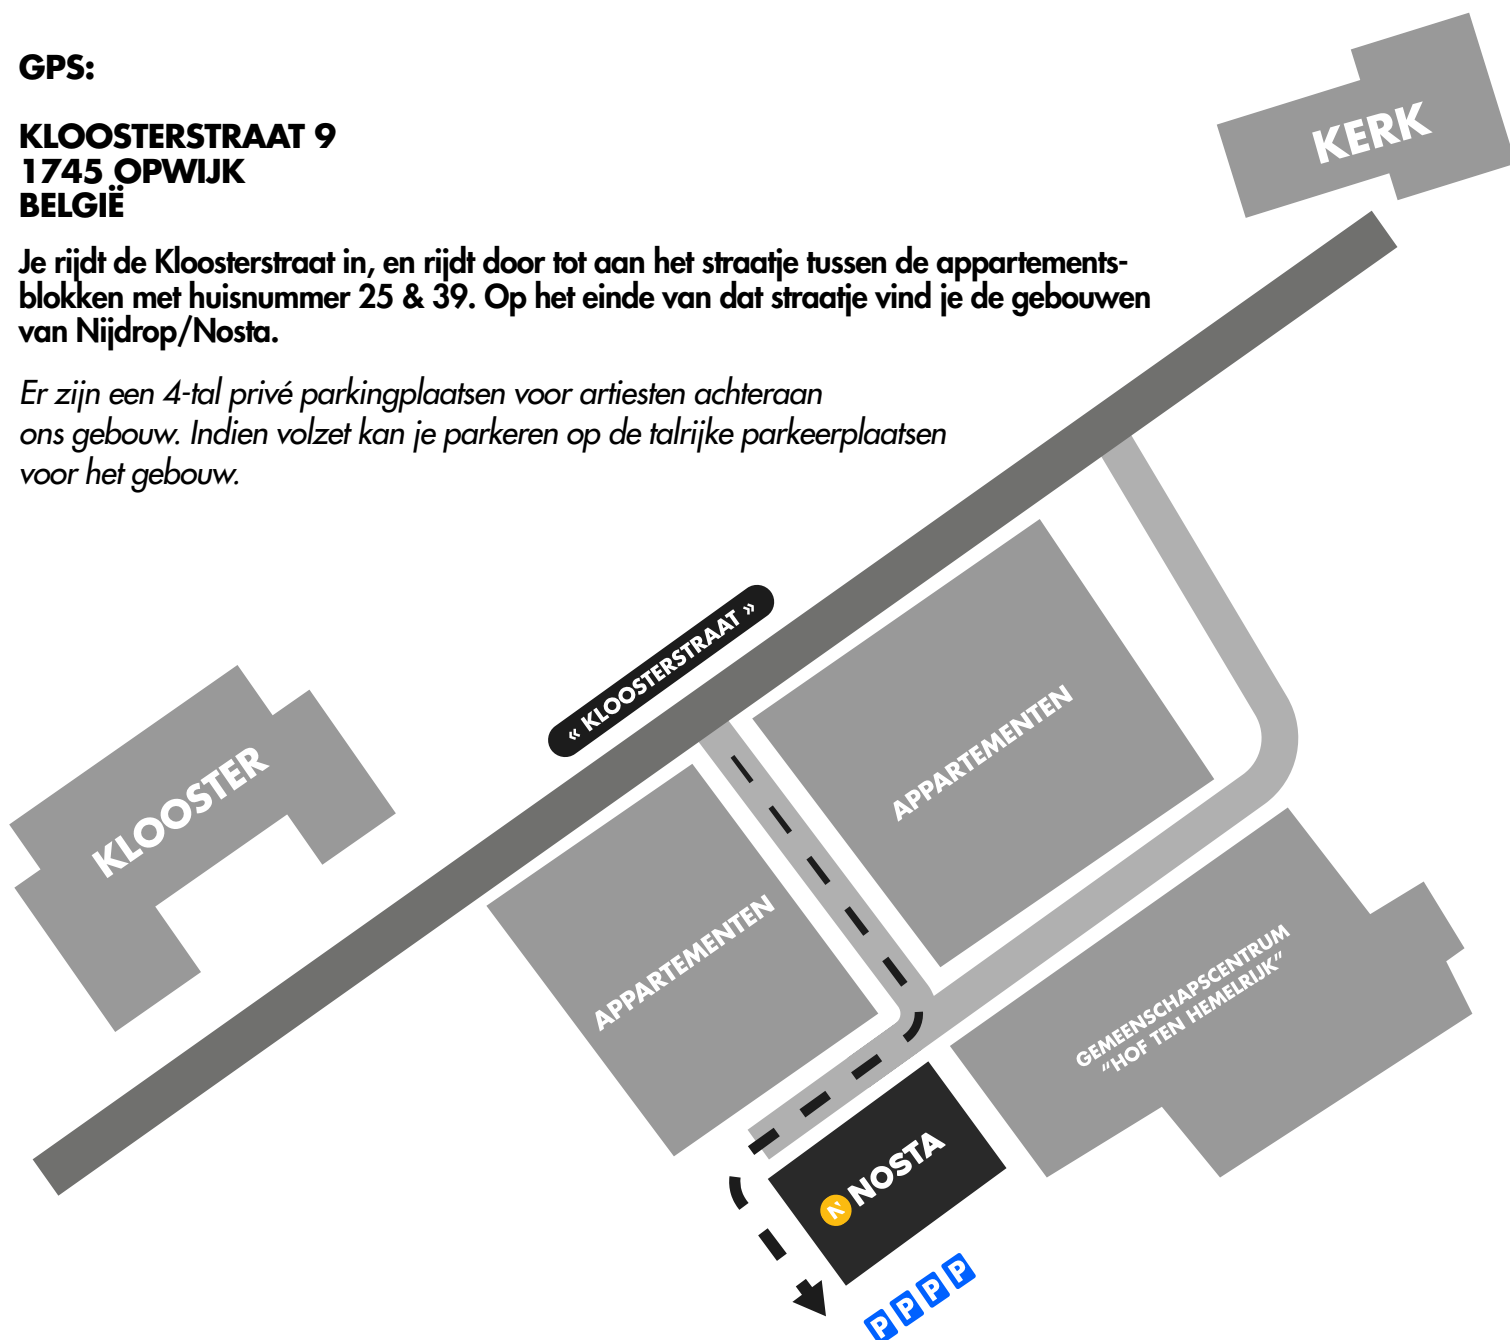 GPS:
KLOOSTERSTRAAT 9
1745 OPWIJK
BELGIË
Je rijdt de Kloosterstraat in, en rijdt door tot aan het straatje tussen de appartements-
blokken met huisnummer 25 & 39. Op het einde van dat straatje vind je de gebouwen
van Nijdrop/Nosta.
Er zijn een 4-tal privé parkingplaatsen voor artiesten achteraan
ons gebouw. Indien volzet kan je parkeren op de talrijke parkeerplaatsen
voor het gebouw.
KERK
« KLOOSTERSTRAAT »
KLOOSTER
APPARTEMENTEN
APPARTEMENTEN
GEMEENSCHAPSCENTRUM
"HOF TEN HEMELRIJK"
N NOSTA
P P P P